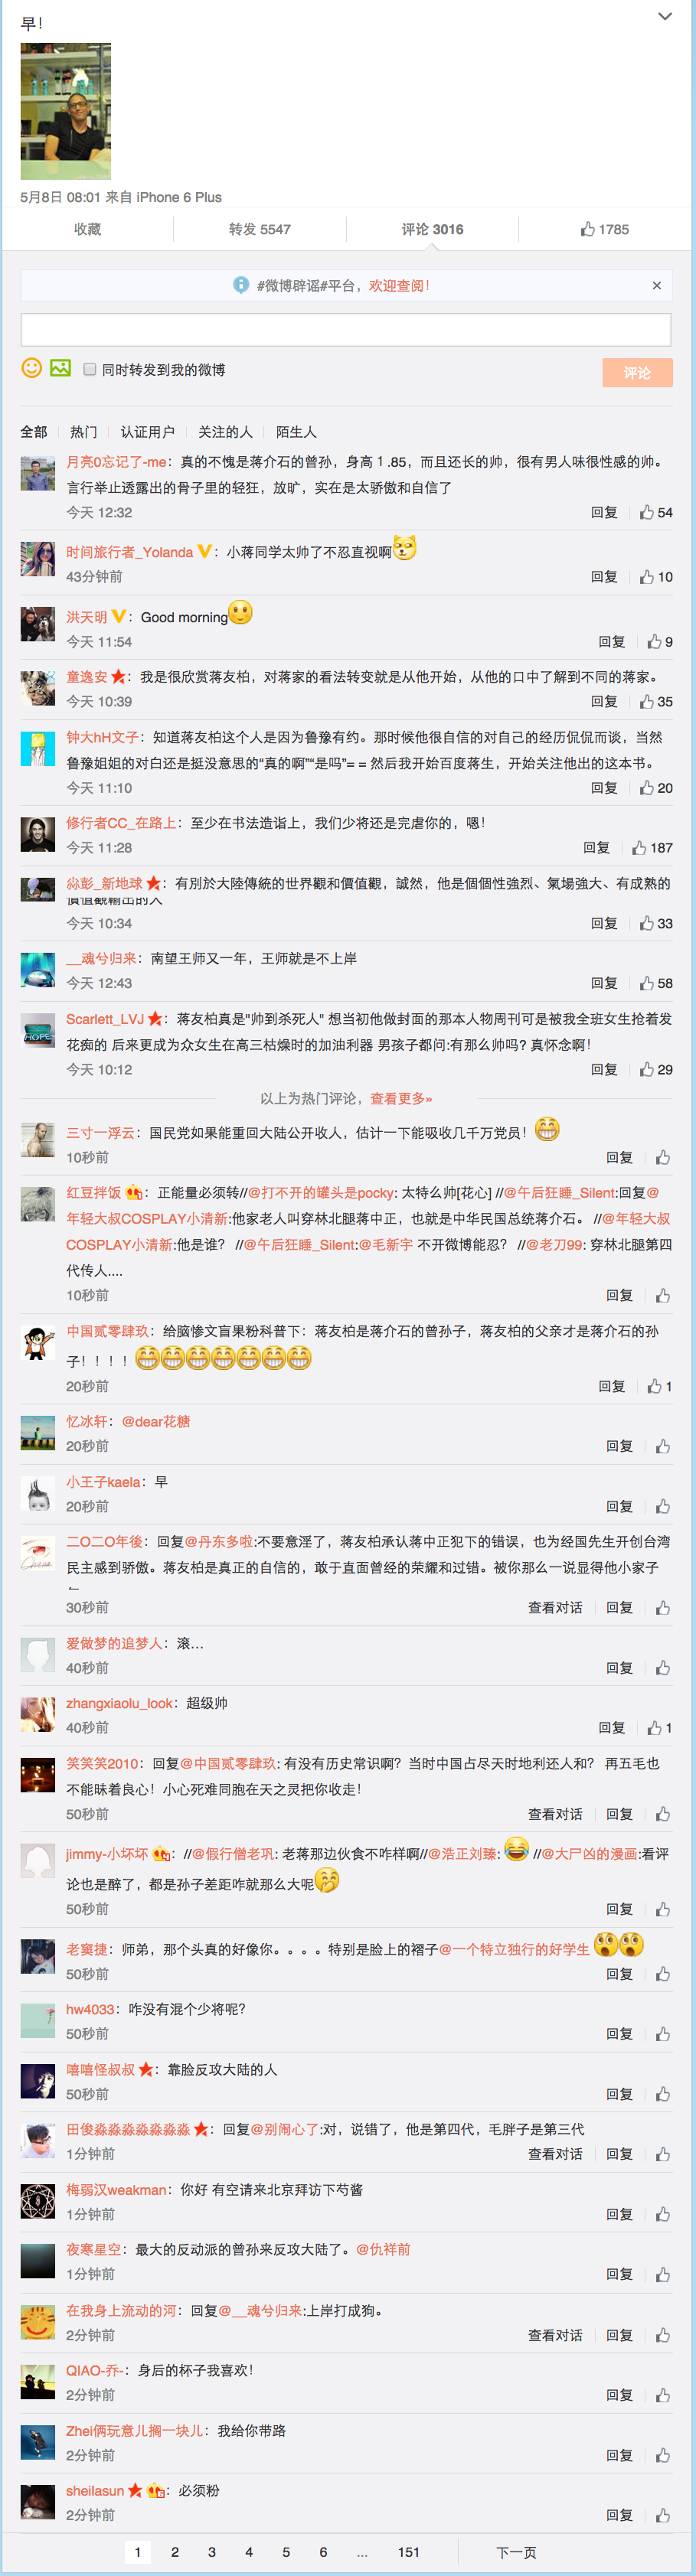 早!
5月8日 08:01 来自 iPhone 6 Plus
收藏
转发 5547
评论 3016
1785
#微博辟谣#平台，欢迎查阅！
×
同时转发到我的微博
评论
全部 热门 认证用户 关注的人 陌生人
月亮0忘记了-me：真的不愧是蒋介石的曾孙，身高１.85，而且还长的帅，很有男人味很性感的帅。
言行举止透露出的骨子里的轻狂，放旷，实在是太骄傲和自信了
今天 12:32 回复 54
时间旅行者_Yolanda ：小蒋同学太帅了不忍直视啊
43分钟前 回复 10
洪天明 ：Good morning
今天 11:54 回复 9
童逸安 ：我是很欣赏蒋友柏，对蒋家的看法转变就是从他开始，从他的口中了解到不同的蒋家。
今天 10:39 回复 35
钟大hH文子：知道蒋友柏这个人是因为鲁豫有约。那时候他很自信的对自己的经历侃侃而谈，当然
鲁豫姐姐的对白还是挺没意思的“真的啊”“是吗”= = 然后我开始百度蒋生，开始关注他出的这本书。
今天 11:10 回复 20
修行者CC_在路上：至少在书法造诣上，我们少将还是完虐你的，嗯！
今天 11:28 回复 187
彭_新地球 ：有別於大陸傳統的世界觀和價值觀，誠然，他是個個性強烈、氣場強大、有成熟的
價值觀輸出的人
今天 10:34 回复 33
__魂兮归来：南望王师又一年，王师就是不上岸
今天 12:43 回复 58
Scarlett_LVJ ：蒋友柏真是"帅到杀死人" 想当初他做封面的那本人物周刊可是被我全班女生抢着发
花痴的 后来更成为众女生在高三枯燥时的加油利器 男孩子都问:有那么帅吗? 真怀念啊！
今天 10:12 回复 29
以上为热门评论，查看更多»
三寸一浮云：国民党如果能重回大陆公开收人，估计一下能吸收几千万党员！
10秒前 回复
红豆拌饭 ：正能量必须转//@打不开的罐头是pocky: 太特么帅[花心] //@午后狂睡_Silent:回复@
年轻大叔COSPLAY小清新:他家老人叫穿林北腿蒋中正，也就是中华民国总统蒋介石。 //@年轻大叔
COSPLAY小清新:他是谁？ //@午后狂睡_Silent:@毛新宇 不开微博能忍？ //@老刀99: 穿林北腿第四
代传人....
10秒前 回复
中国贰零肆玖：给脑惨文盲果粉科普下：蒋友柏是蒋介石的曾孙子，蒋友柏的父亲才是蒋介石的孙
子！！！！
20秒前 回复 1
忆冰轩：@dear花糖
20秒前 回复
小王子kaela：早
20秒前 回复
二O二O年後：回复@丹东多啦:不要意淫了，蒋友柏承认蒋中正犯下的错误，也为经国先生开创台湾
民主感到骄傲。蒋友柏是真正的自信的，敢于直面曾经的荣耀和过错。被你那么一说显得他小家子
30秒前 查看对话 回复
爱做梦的追梦人：滚...
40秒前 回复
zhangxiaolu_look：超级帅
40秒前 回复 1
笑笑笑2010：回复@中国贰零肆玖: 有没有历史常识啊？当时中国占尽天时地利还人和？ 再五毛也
不能昧着良心！小心死难同胞在天之灵把你收走！
50秒前 查看对话 回复
jimmy-小坏坏 ：//@假行僧老巩: 老蒋那边伙食不咋样啊//@浩正刘臻: //@大尸凶的漫画:看评
论也是醉了，都是孙子差距咋就那么大呢
50秒前 回复
老窦捷：师弟，那个头真的好像你。。。。特别是脸上的褶子@一个特立独行的好学生
50秒前 回复
hw4033：咋没有混个少将呢？
50秒前 回复
嘻嘻怪叔叔 ：靠脸反攻大陆的人
50秒前 回复
田俊淼淼淼淼淼淼淼 ：回复@别闹心了:对，说错了，他是第四代，毛胖子是第三代
1分钟前 查看对话 回复
梅弱汉weakman：你好 有空请来北京拜访下芍酱
1分钟前 回复
夜寒星空：最大的反动派的曾孙来反攻大陆了。@仇祥前
1分钟前 回复
在我身上流动的河：回复@__魂兮归来:上岸打成狗。
2分钟前 查看对话 回复
QIAO-乔-：身后的杯子我喜欢！
2分钟前 回复
Zhei俩玩意儿搁一块儿：我给你带路
2分钟前 回复
sheilasun ：必须粉
2分钟前 回复
1 2 3 4 5 6 ... 151 下一页